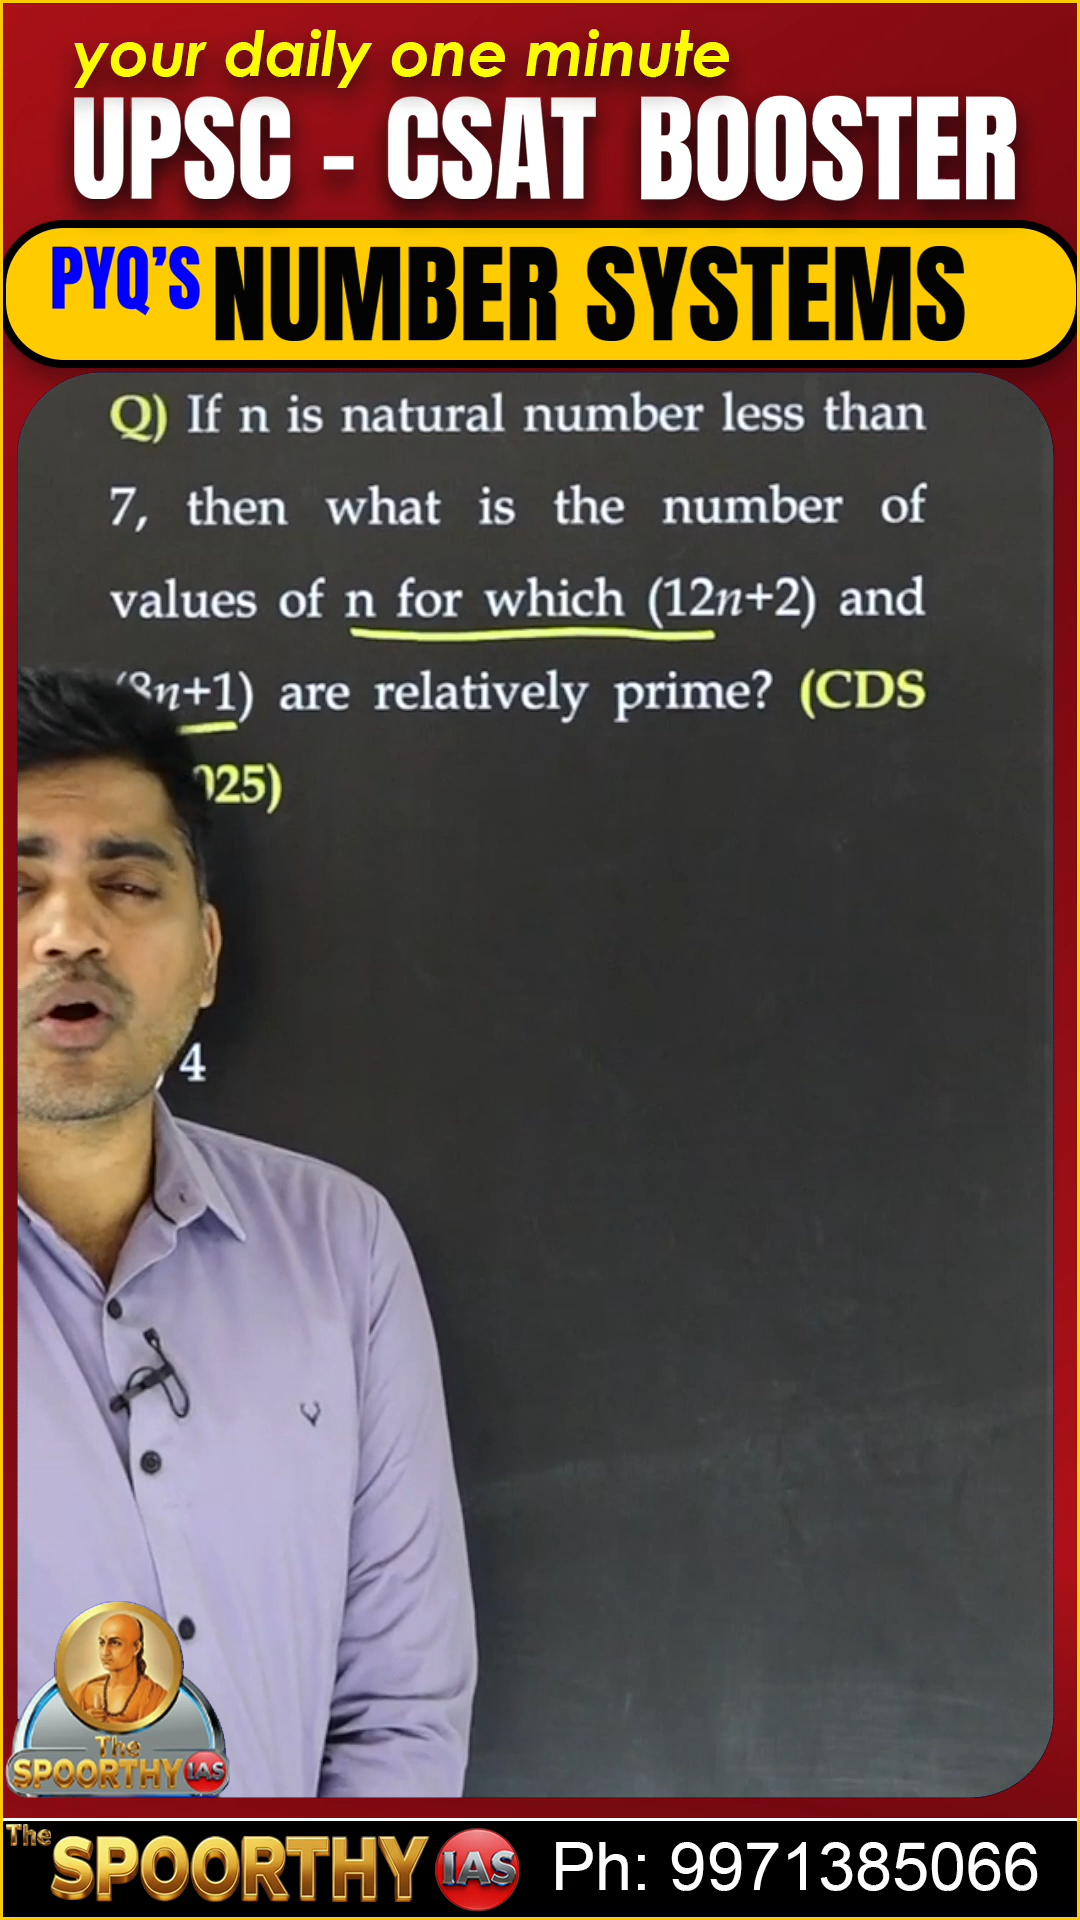 your daily one minute
UPSC - CSAT BOOSTER
PYQ'S NUMBER SYSTEMS
Q) If n is natural number less than
7, then what is the number of
values of n for which (12n+2) and
(8n+1) are relatively prime? (CDS
025)
, 4
The
SPOORTHY IAS
The SPOORTHY IAS Ph: 9971385066